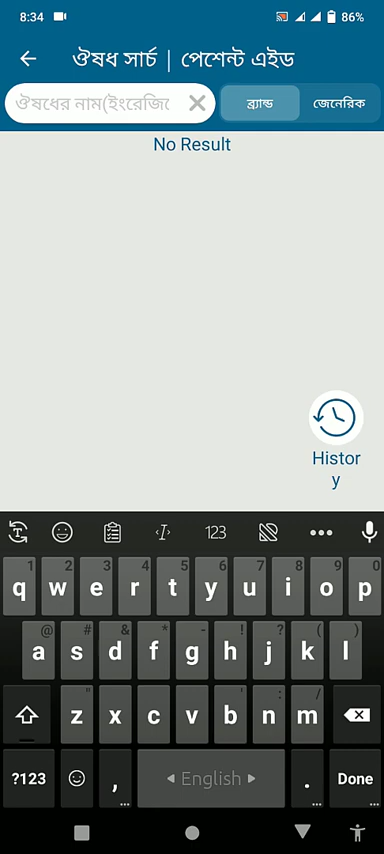 8:34 86%
ঔষধ সার্চ | পেশেন্ট এইড
ঔষধের নাম(ইংরেজিে ব্র্যান্ড জেনেরিক
No Result
Histor
y
123
1 2 3 4 5 6 7 8 9 0
q w e r t y u i o p
@ # & * - ! ? ( )
a s d f g h j k l
" ' : /
z x c v b n m
?123 , English . Done